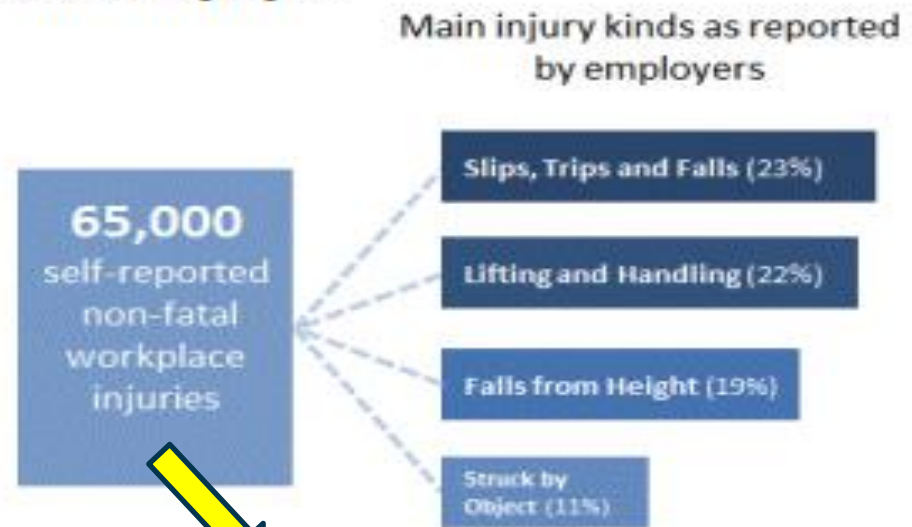 Main injury kinds as reported
by employers
65,000
self-reported
non-fatal
workplace
injuries
Slips, Trips and Falls (23%)
Lifting and Handling (22%)
Falls from Height (19%)
Struck by
Object (11%)